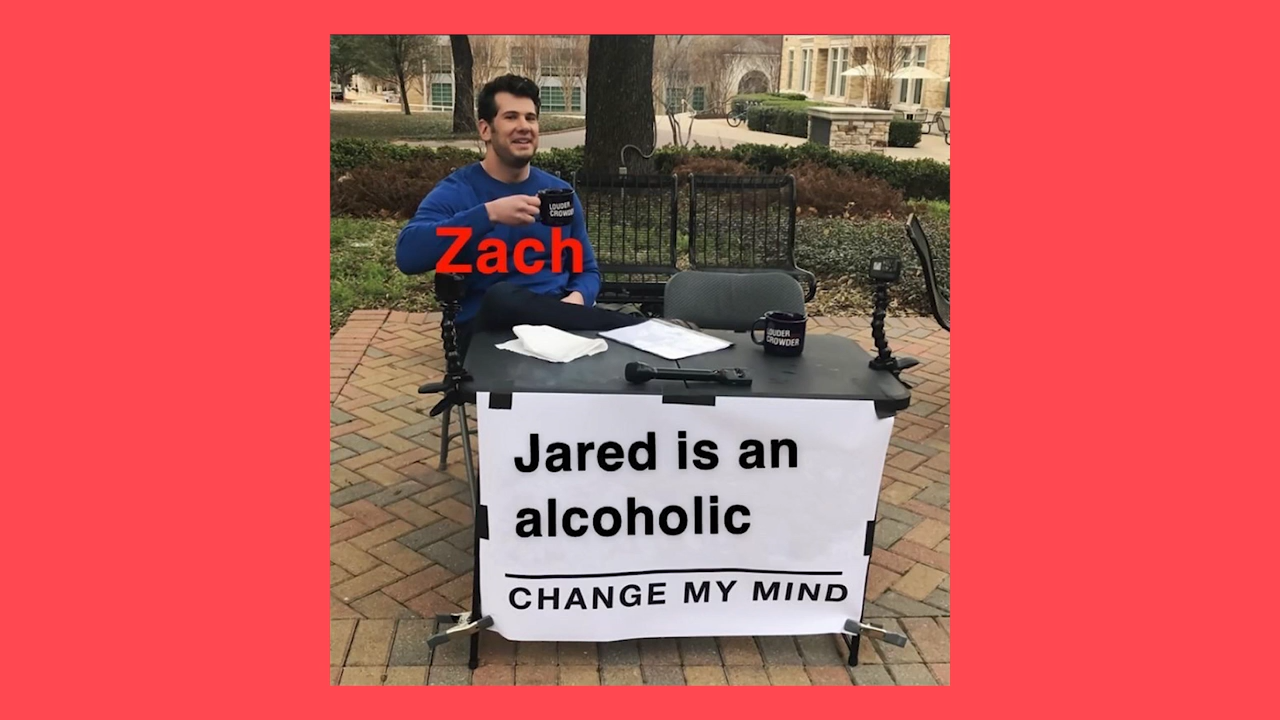 LOUDER
CROWDER
Zach
LOUDER
CROWDER
Jared is an
alcoholic
CHANGE MY MIND